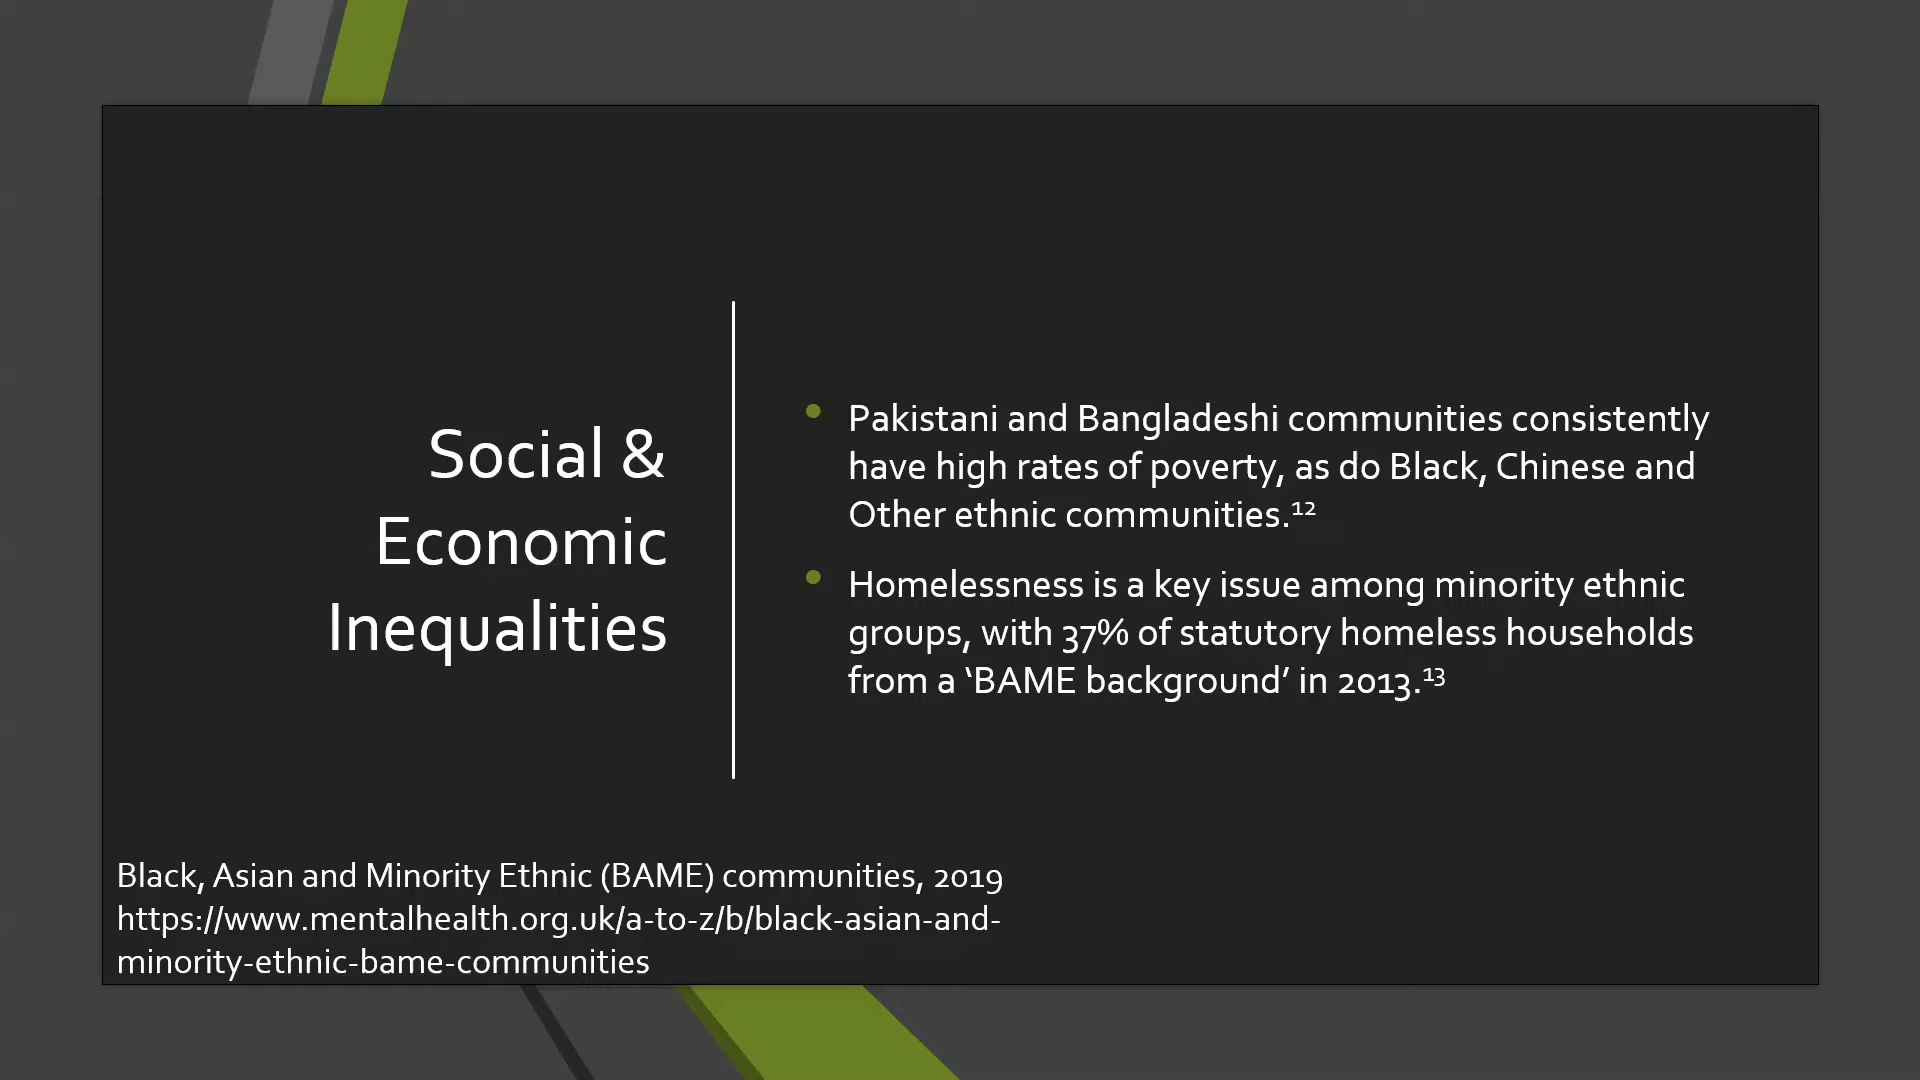 Social &
Economic
Inequalities
• Pakistani and Bangladeshi communities consistently
have high rates of poverty, as do Black, Chinese and
Other ethnic communities.¹²
• Homelessness is a key issue among minority ethnic
groups, with 37% of statutory homeless households
from a ‘BAME background’ in 2013.¹³
Black, Asian and Minority Ethnic (BAME) communities, 2019
https://www.mentalhealth.org.uk/a-to-z/b/black-asian-and-
minority-ethnic-bame-communities